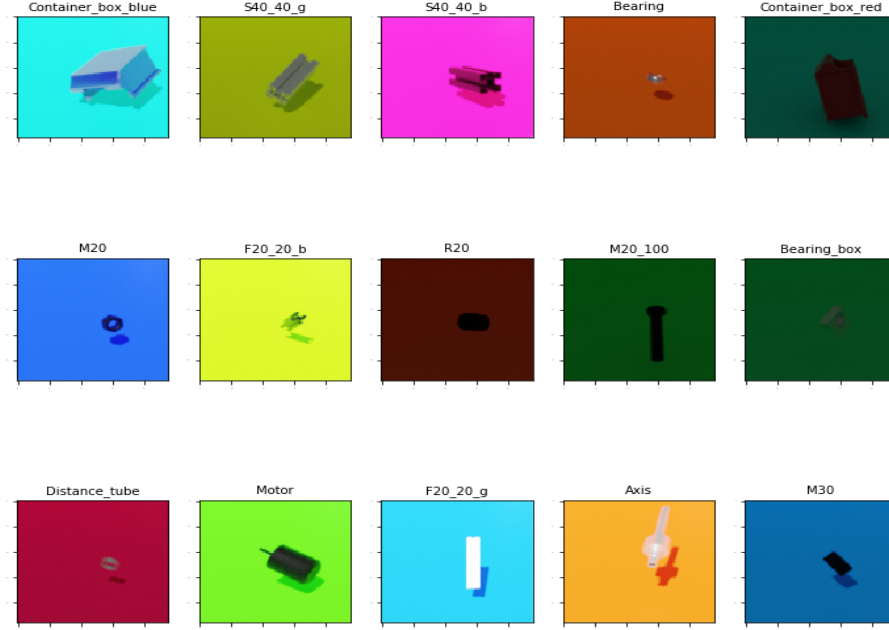 Container_box_blue
S40_40_g
S40_40_b
Bearing
Container_box_red
M20
F20_20_b
R20
M20_100
Bearing_box
Distance_tube
Motor
F20_20_g
Axis
M30